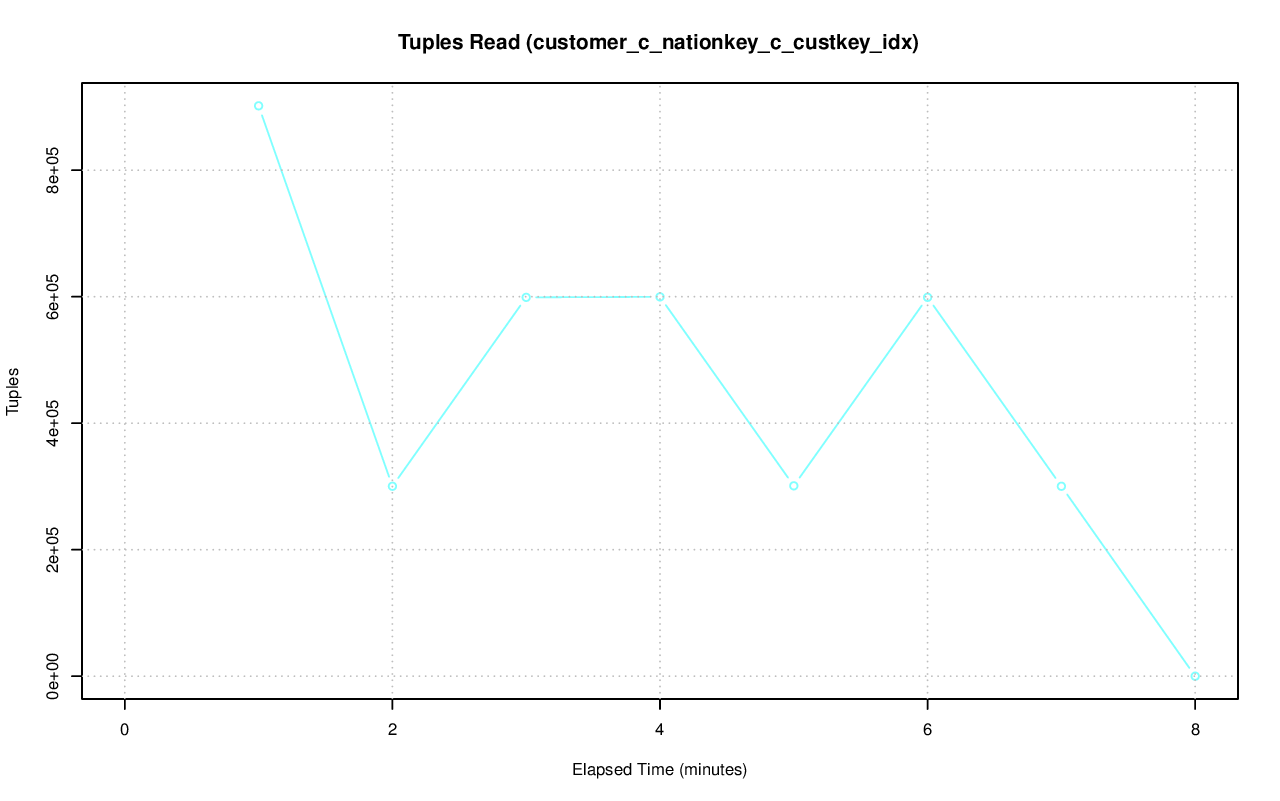 Tuples Read (customer_c_nationkey_c_custkey_idx)
8e+05
6e+05
4e+05
2e+05
0e+00
Tuples
0 2 4 6 8
Elapsed Time (minutes)